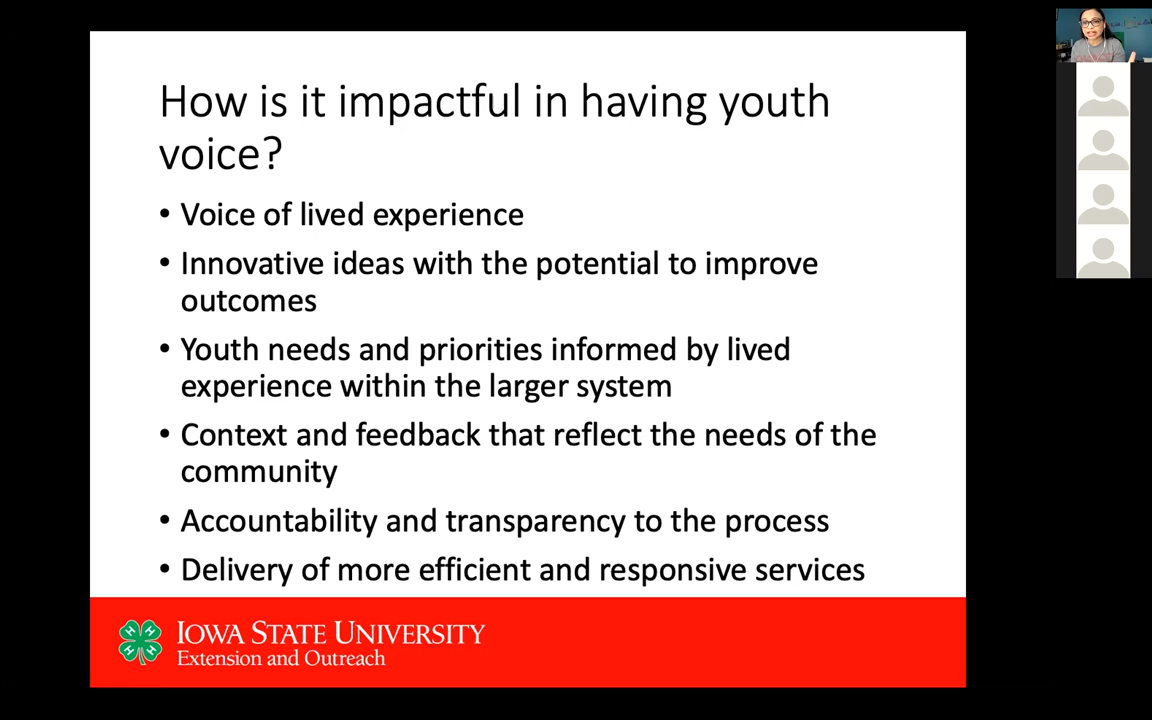 How is it impactful in having youth
voice?
• Voice of lived experience
• Innovative ideas with the potential to improve
outcomes
• Youth needs and priorities informed by lived
experience within the larger system
• Context and feedback that reflect the needs of the
community
• Accountability and transparency to the process
• Delivery of more efficient and responsive services
H H H H
IOWA STATE UNIVERSITY
Extension and Outreach